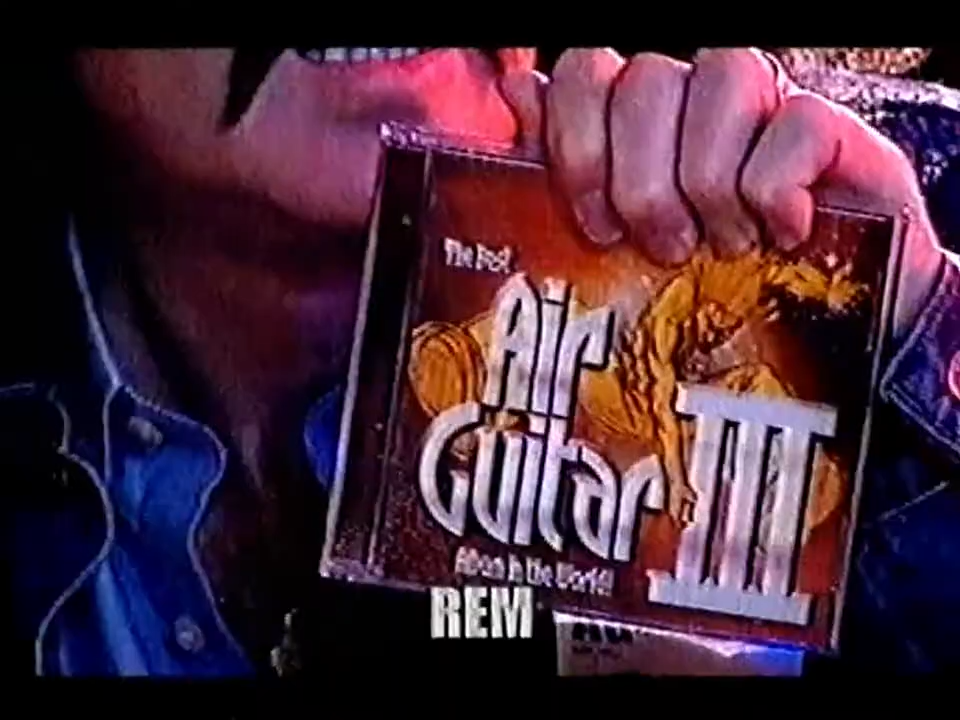 The Best
Air
Guitar
III
Album in the World!
REM